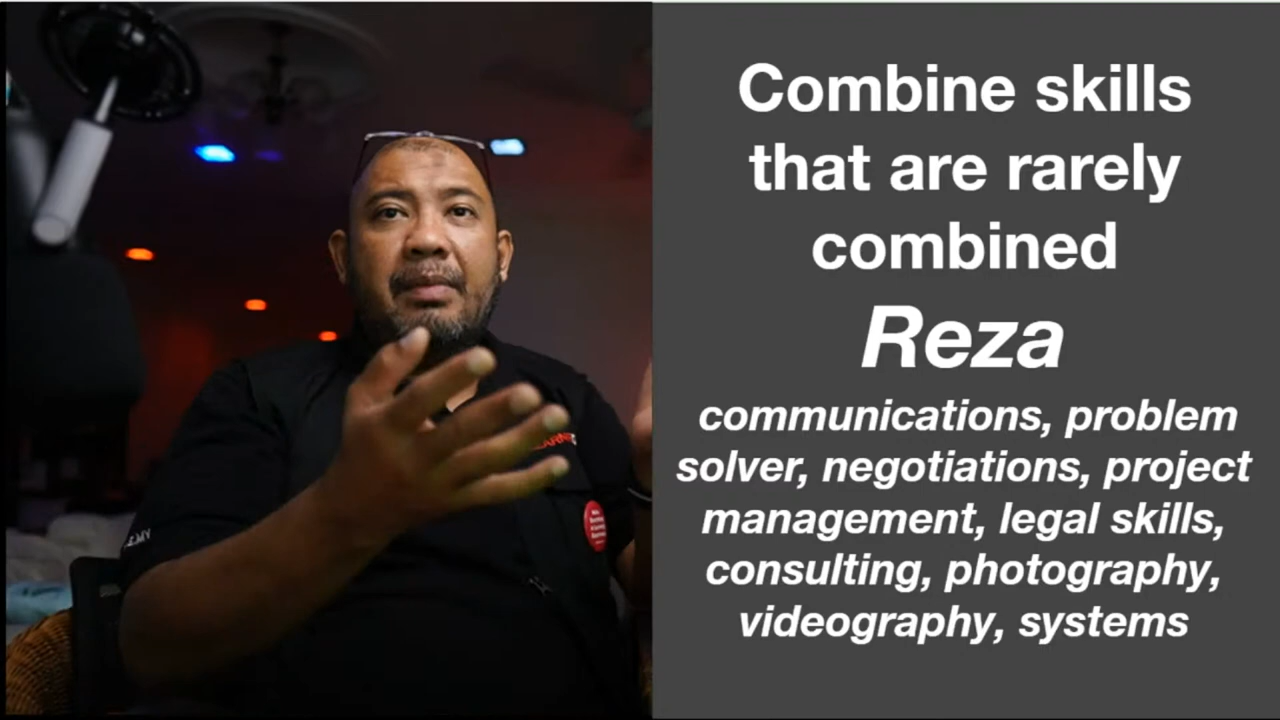 Combine skills
that are rarely
combined
Reza
communications, problem
solver, negotiations, project
management, legal skills,
consulting, photography,
videography, systems